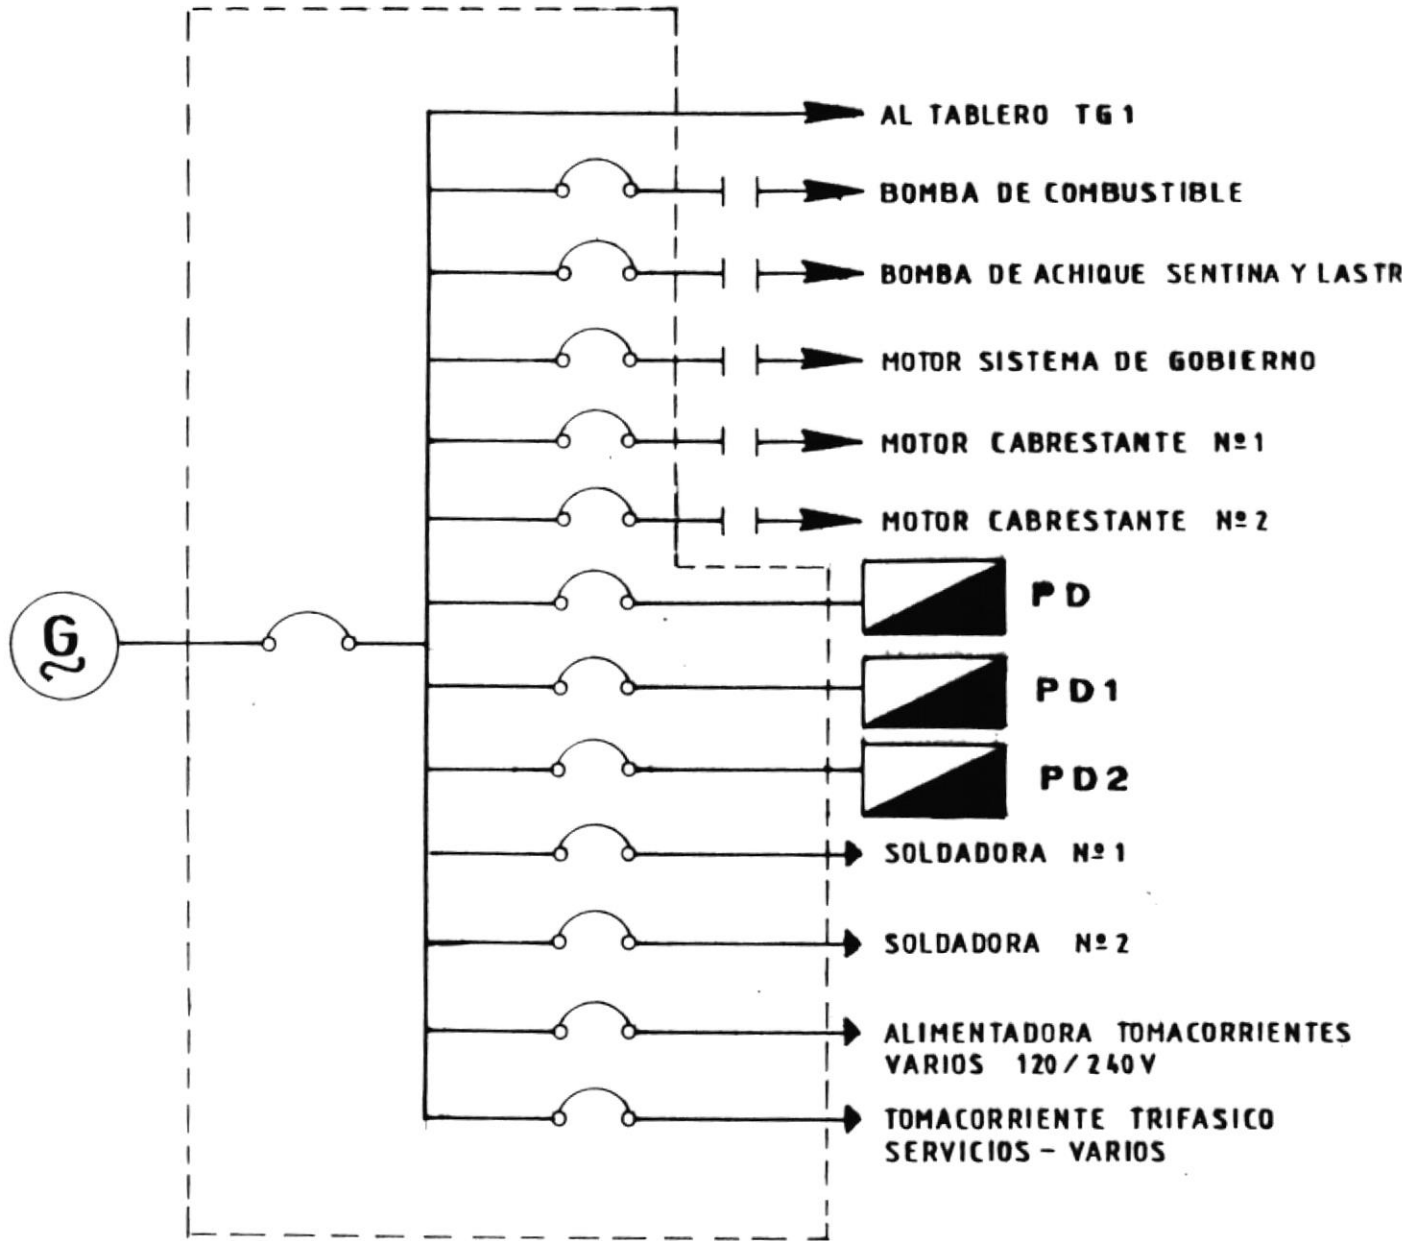 AL TABLERO TG1
BOMBA DE COMBUSTIBLE
BOMBA DE ACHIQUE SENTINA Y LASTR
MOTOR SISTEMA DE GOBIERNO
MOTOR CABRESTANTE Nº1
MOTOR CABRESTANTE Nº2
PD
G
PD1
PD2
SOLDADORA Nº1
SOLDADORA Nº2
ALIMENTADORA TOMACORRIENTES
VARIOS 120/240V
TOMACORRIENTE TRIFASICO
SERVICIOS - VARIOS